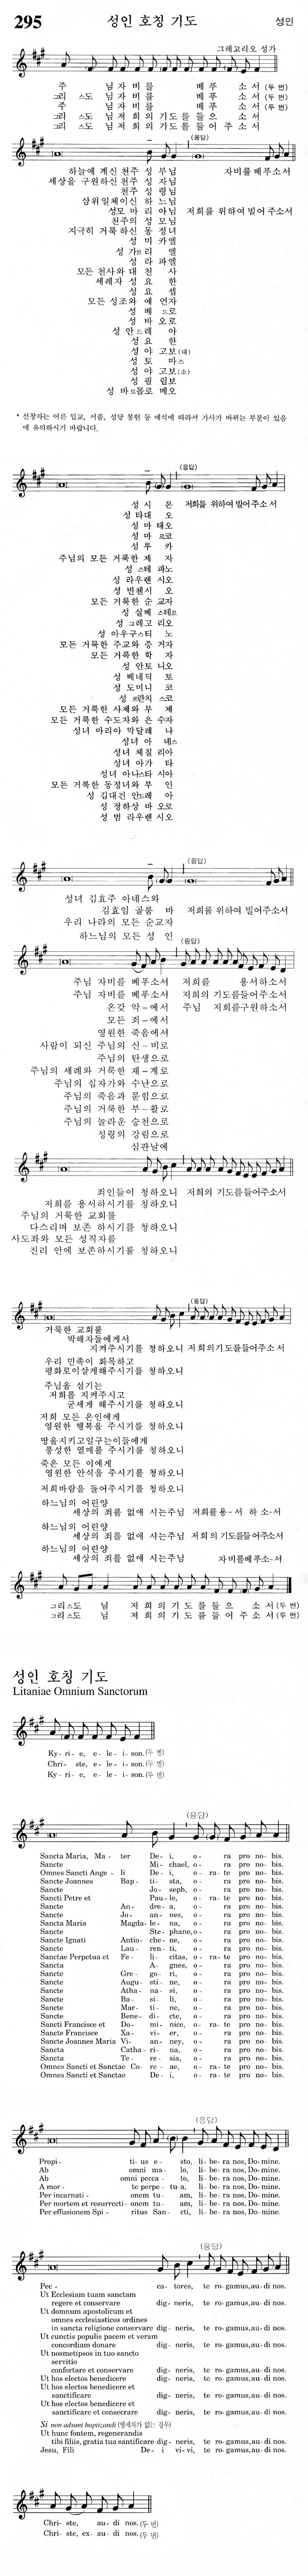 295 성인 호칭 기도 성인
그레고리오 성가
주 님 자 비 를 베 푸 소 서 (두 번)
그리 스도 님 자 비 를 베 푸 소 서 (두 번)
주 님 자 비 를 베 푸 소 서 (두 번)
그리 스도 님 저 희 의 기 도 를 들 으 소 서
그리 스도 님 저 희 의 기 도 를 들 어 주 소 서
(응답)
하늘에 계신 천주 성 부님 자비를 베푸소서
세상을 구원하신 천주 성 자님
천주 성 령님
삼위일체이신 하 느님
성모 마 리아 님 저희를 위하여 빌어 주소서
천주의 성 모님
지극히 거룩 하신 동 정녀
성 미 카엘
성 가브 리 엘
성 라 파엘
모든 천사와 대 천 사
세례자 성 요 한
성 요 셉
모든 성조와 예 언자
성 베 드로
성 바 오로
성 안 드레 아
성 요 한
성 야 고보 (대)
성 토 마스
성 야 고보 (소)
성 필 립보
성 바르톨로 메오
* 선창자는 어른 입교, 서품, 성당 봉헌 등 예식에 따라서 가사가 바뀌는 부분이 있음
에 유의하시기 바랍니다.
(응답)
성 시 몬 저희를 위하여 빌어 주소 서
성 타대 오
성 마 태오
성 마 르코
성 루 카
주님의 모든 거룩한 제 자
성 스테 파노
성 라우렌 시오
성 빈첸시 오
모든 거룩한 순 교자
성 실베 스테르
성 그레고 리오
성 아우구스티 노
모든 거룩한 주교와 증 거자
모든 거룩한 학 자
성 안토 니오
성 베네딕 토
성 도미니 코
성 프란치 스코
모든 거룩한 사제와 부 제
모든 거룩한 수도자와 은 수자
성녀 마리아 막달레 나
성녀 아 녜스
성녀 체칠 리아
성녀 아가 타
성녀 아나스타 시아
모든 거룩한 동정녀와 부 인
성 김대건 안드레 아
성 정하상 바 오로
성 범 라우렌 시오
(응답)
성녀 김효주 아녜스와
김효임 골룸 바 저희를 위하여 빌어주소서
우리 나라의 모든 순교자
하느님의 모든 성 인
(응답)
주님 자비를 베푸소서 저희를 용서하소서
주님 자비를 베푸소서 저희의 기도를들어주소서
온갖 악 – 에서 주님 저희를구원하소서
모든 죄 – 에서
영원한 죽음에서
사람이 되신 주님의 신 – 비로
주님의 탄생으로
주님의 세례와 거룩한 재 – 계로
주님의 십자가와 수난으로
주님의 죽음과 묻힘으로
주님의 거룩한 부 – 활로
주님의 놀라운 승천으로
성령의 강림으로
심판날에
(응답)
죄인들이 청하오니 저희의 기도를들어주소서
저희를 용서하시기를 청하오니
주님의 거룩한 교회를
다스리며 보존 하시기를 청하오니
사도좌와 모든 성직자를
진리 안에 보존하시기를 청하오니
(응답)
거룩한 교회를
박해자들에게서
지켜주시기를 청하오니 저희의기도를들어주소 서
우리 민족이 화목하고
평화로이살게해주시기를 청하오니
주님을 섬기는
저희를 지켜주시고
굳세게 해주시기를 청하오니
저희 모든 은인에게
영원한 행복을 주시기를 청하오니
땅을지키고일구는이들에게
풍성한 열매를 주시기를 청하오니
죽은 모든 이에게
영원한 안식을 주시기를 청하오니
저희바람을 들어주시기를 청하오니
하느님의 어린양
세상의 죄를 없애 시는주님 저희를용 – 서 하 소 – 서
하느님의 어린양
세상의 죄를 없애 시는주님 저희의기도를들어주소서
하느님의 어린양
세상의 죄를 없애 시는주님 자비를베푸소 – 서
그리스도 님 저 희 의 기 도 를 들 으 소 서 (두 번)
그리스도 님 저 희 의 기 도 를 들 어 주 소 서 (두 번)
성인 호칭 기도
Litaniae Omnium Sanctorum
Ky - ri - e, e - le - i - son. (두 번)
Chri - ste, e - le - i - son. (두 번)
Ky - ri - e, e - le - i - son. (두 번)
(응답)
Sancta Maria, Ma - ter De - i, o - ra pro no - bis.
Sancte Mi - chael, o - ra pro no - bis.
Omnes Sancti Ange - li De - i, o - ra - te pro no - bis.
Sancte Joannes Bap - ti - sta, o - ra pro no - bis.
Sancte Jo - seph, o - ra pro no - bis.
Sancti Petre et Pau - le, o - ra - te pro no - bis.
Sancte An - dre - a, o - ra pro no - bis.
Sancte Jo - an - nes, o - ra pro no - bis.
Sancta Maria Magda - le - na, o - ra pro no - bis.
Sancte Ste - phane, o - ra pro no - bis.
Sancte Ignati Antio - che - ne, o - ra pro no - bis.
Sancte Lau - ren - ti, o - ra pro no - bis.
Sanctae Perpetua et Fe - li - citas, o - ra - te pro no - bis.
Sancta A - gnes, o - ra pro no - bis.
Sancte Gre - go - ri, o - ra pro no - bis.
Sancte Augu - sti - ne, o - ra pro no - bis.
Sancte Atha - na - si, o - ra pro no - bis.
Sancte Ba - si - li, o - ra pro no - bis.
Sancte Mar - ti - ne, o - ra pro no - bis.
Sancte Bene - di - cte, o - ra pro no - bis.
Sancti Francisce et Do - mi - nice, o - ra - te pro no - bis.
Sancte Francisce Xa - vi - er, o - ra pro no - bis.
Sancte Joannes Maria Vi - an - ney, o - ra pro no - bis.
Sancta Catha - ri - na, o - ra pro no - bis.
Sancta Te - re - sia, o - ra pro no - bis.
Omnes Sancti et Sanctae Co - re - ae, o - ra - te pro no - bis.
Omnes Sancti et Sanctae De - i, o - ra - te pro no - bis.
(응답)
Propi - ti - us e - sto, li - be - ra nos, Do - mine.
Ab omni ma - lo, li - be - ra nos, Do - mine.
Ab omni pecca - to, li - be - ra nos, Do - mine.
A mor - te perpe - tu - a, li - be - ra nos, Do - mine.
Per incarnati - onem tu - am, li - be - ra nos, Do - mine.
Per mortem et resurrecti - onem tu - am, li - be - ra nos, Do - mine.
Per effusionem Spi - ritus San - cti, li - be - ra nos, Do - mine.
(응답)
Pec - ca - tores, te ro - gamus, au - di nos.
Ut Ecclesiam tuam sanctam
regere et conservare dig - neris, te ro - gamus, au - di nos.
Ut domnum apostolicum et
omnes ecclesiasticos ordines
in sancta religione conservare dig - neris, te ro - gamus, au - di nos.
Ut cunctis populis pacem et veram
concordiam donare dig - neris, te ro - gamus, au - di nos.
Ut nosmetipsos in tuo sancto
servitio
confortare et conservare dig - neris, te ro - gamus, au - di nos.
Ut hos electos benedicere dig - neris, te ro - gamus, au - di nos.
Ut hos electos benedicere et
sanctificare dig - neris, te ro - gamus, au - di nos.
Ut hos electos benedicere et
sanctificare et consecrare dig - neris, te ro - gamus, au - di nos.
Si non adsunt baptizandi (영세자가 없는 경우)
Ut hunc fontem, regenerandis
tibi filiis, gratia tua santificare dig - neris, te ro - gamus, au - di nos.
Jesu, Fili De - i vi - vi, te ro - gamus, au - di nos.
Chri - ste, au - di nos. (두 번)
Chri - ste, ex - au - di nos. (두 번)